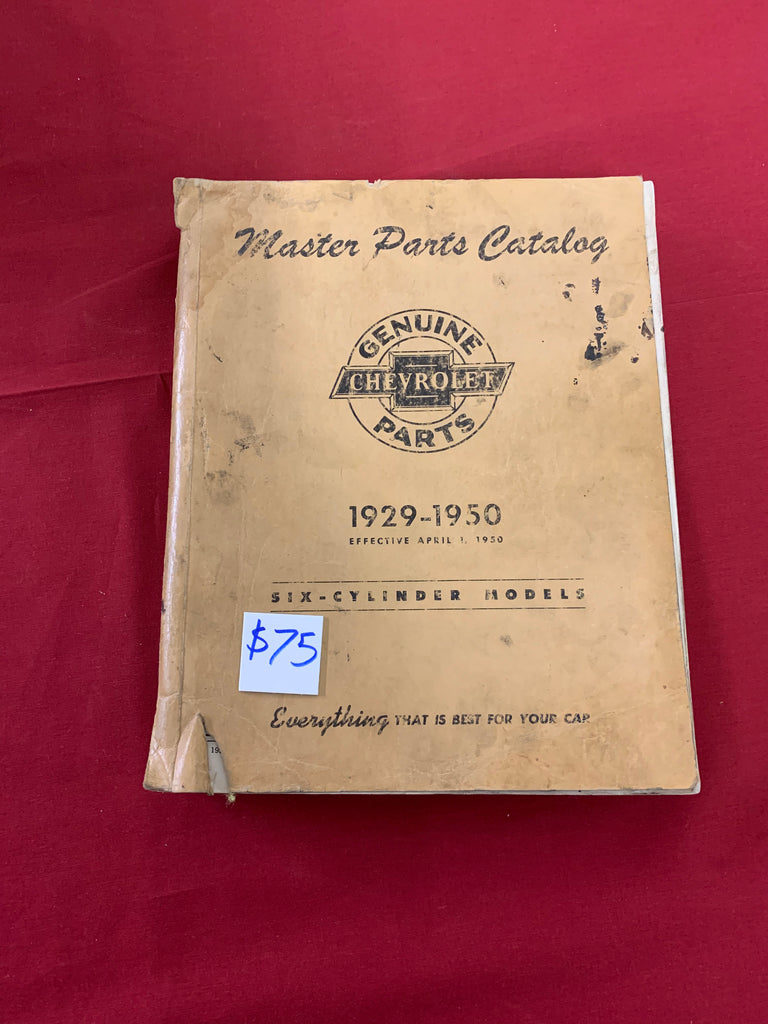 Master Parts Catalog
GENUINE
CHEVROLET
PARTS
1929-1950
EFFECTIVE APRIL 1, 1950
SIX-CYLINDER MODELS
$75
Everything THAT IS BEST FOR YOUR CAR